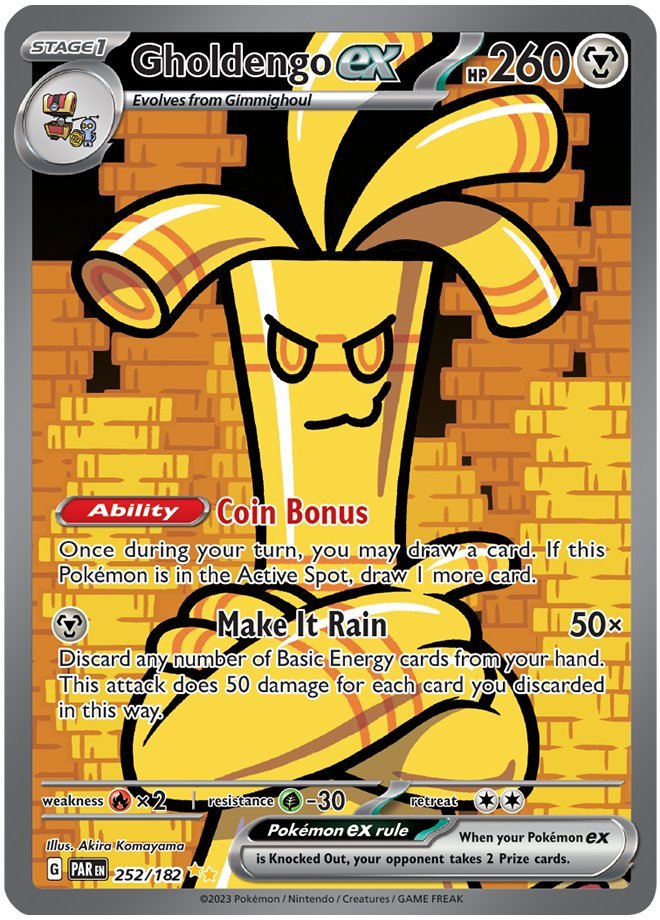 STAGE1
Gholdengo ex
HP260
Evolves from Gimmighoul
Ability Coin Bonus
Once during your turn, you may draw a card. If this
Pokémon is in the Active Spot, draw 1 more card.
Make It Rain 50×
Discard any number of Basic Energy cards from your hand.
This attack does 50 damage for each card you discarded
in this way.
weakness ×2 resistance -30 retreat
Illus. Akira Komayama
Pokémon ex rule When your Pokémon ex
is Knocked Out, your opponent takes 2 Prize cards.
G PAR EN 252/182
©2023 Pokémon / Nintendo / Creatures / GAME FREAK